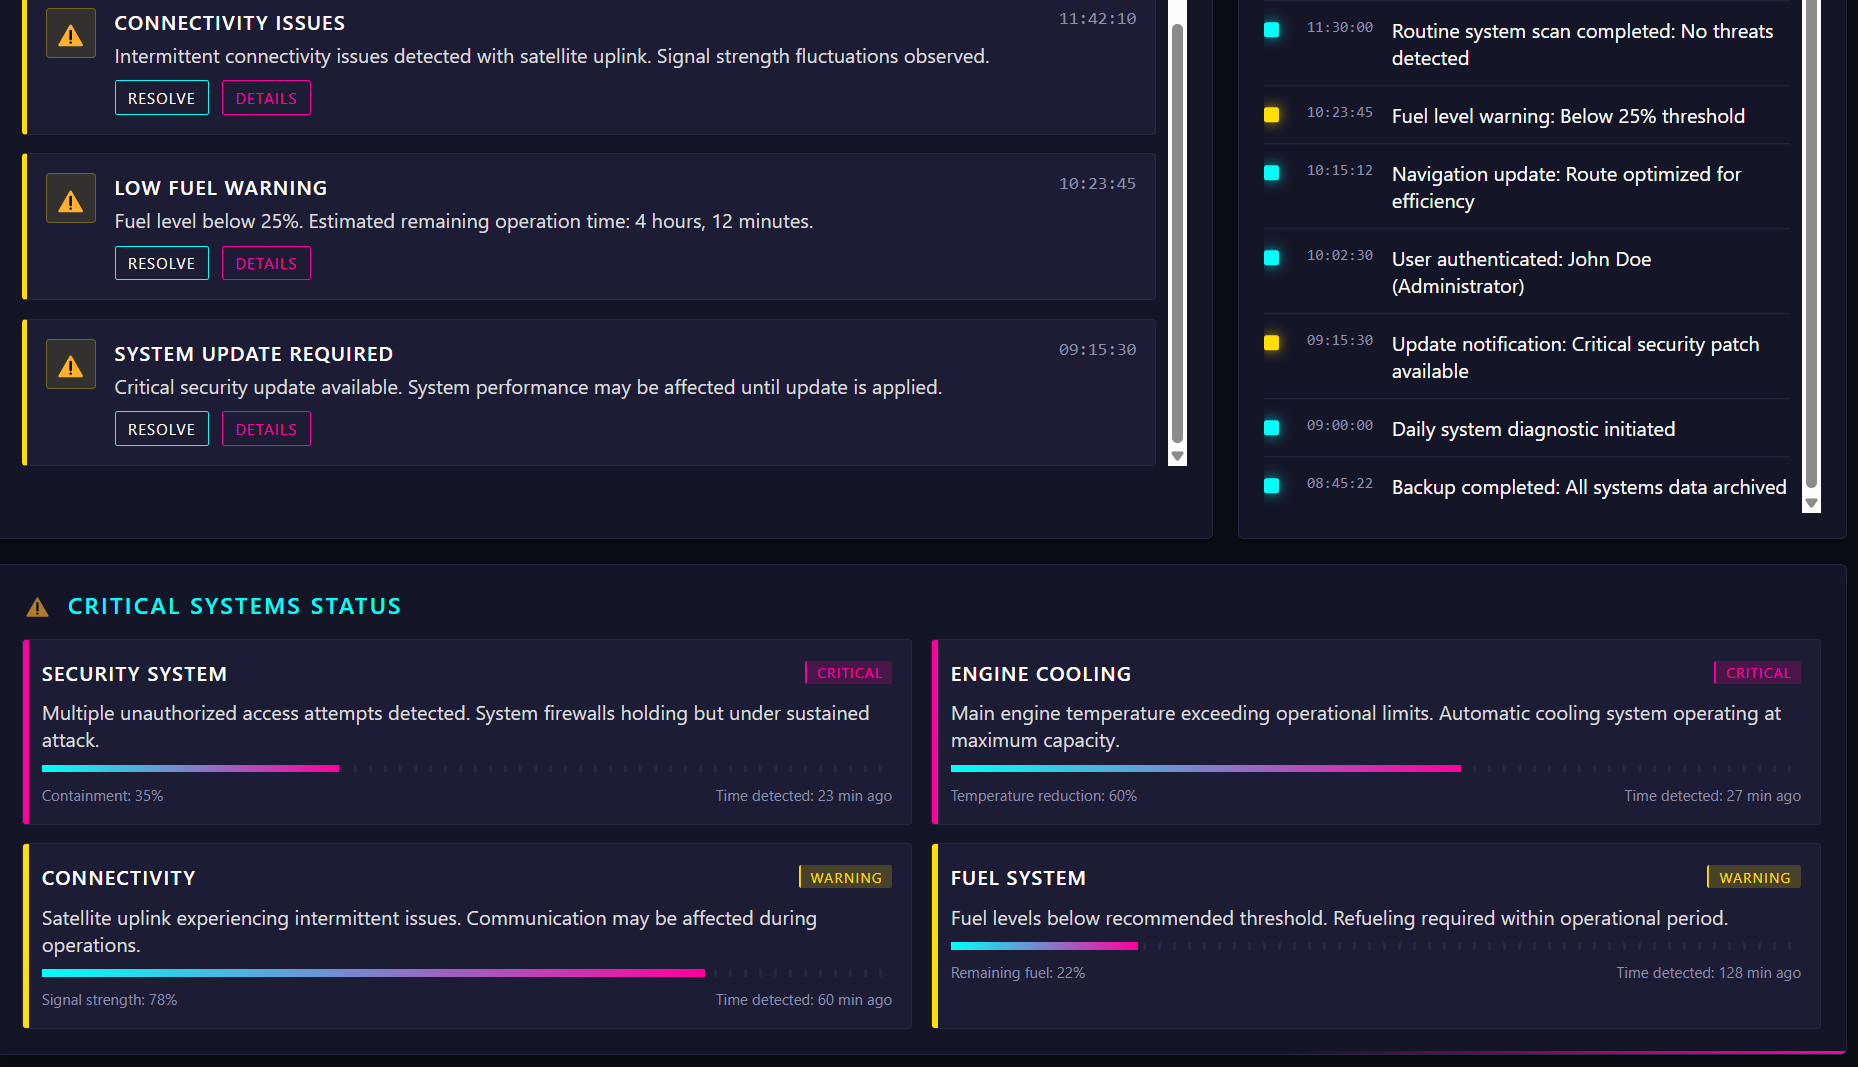 CONNECTIVITY ISSUES
11:42:10
Intermittent connectivity issues detected with satellite uplink. Signal strength fluctuations observed.
RESOLVE
DETAILS
LOW FUEL WARNING
10:23:45
Fuel level below 25%. Estimated remaining operation time: 4 hours, 12 minutes.
RESOLVE
DETAILS
SYSTEM UPDATE REQUIRED
09:15:30
Critical security update available. System performance may be affected until update is applied.
RESOLVE
DETAILS
11:30:00
Routine system scan completed: No threats
detected
10:23:45
Fuel level warning: Below 25% threshold
10:15:12
Navigation update: Route optimized for
efficiency
10:02:30
User authenticated: John Doe
(Administrator)
09:15:30
Update notification: Critical security patch
available
09:00:00
Daily system diagnostic initiated
08:45:22
Backup completed: All systems data archived
CRITICAL SYSTEMS STATUS
SECURITY SYSTEM
CRITICAL
Multiple unauthorized access attempts detected. System firewalls holding but under sustained
attack.
Containment: 35%
Time detected: 23 min ago
ENGINE COOLING
CRITICAL
Main engine temperature exceeding operational limits. Automatic cooling system operating at
maximum capacity.
Temperature reduction: 60%
Time detected: 27 min ago
CONNECTIVITY
WARNING
Satellite uplink experiencing intermittent issues. Communication may be affected during
operations.
Signal strength: 78%
Time detected: 60 min ago
FUEL SYSTEM
WARNING
Fuel levels below recommended threshold. Refueling required within operational period.
Remaining fuel: 22%
Time detected: 128 min ago